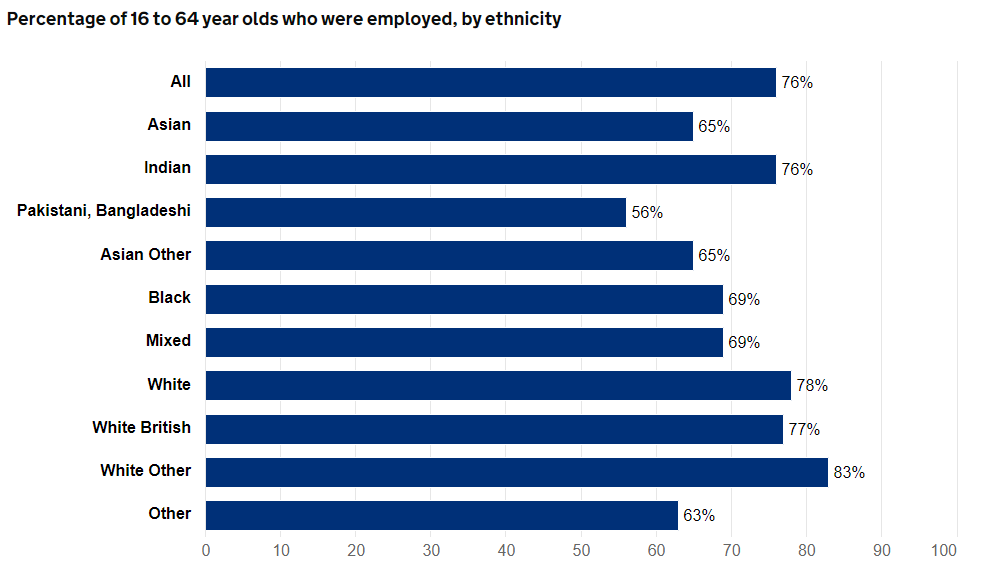 Percentage of 16 to 64 year olds who were employed, by ethnicity
All 76%
Asian 65%
Indian 76%
Pakistani, Bangladeshi 56%
Asian Other 65%
Black 69%
Mixed 69%
White 78%
White British 77%
White Other 83%
Other 63%
0 10 20 30 40 50 60 70 80 90 100